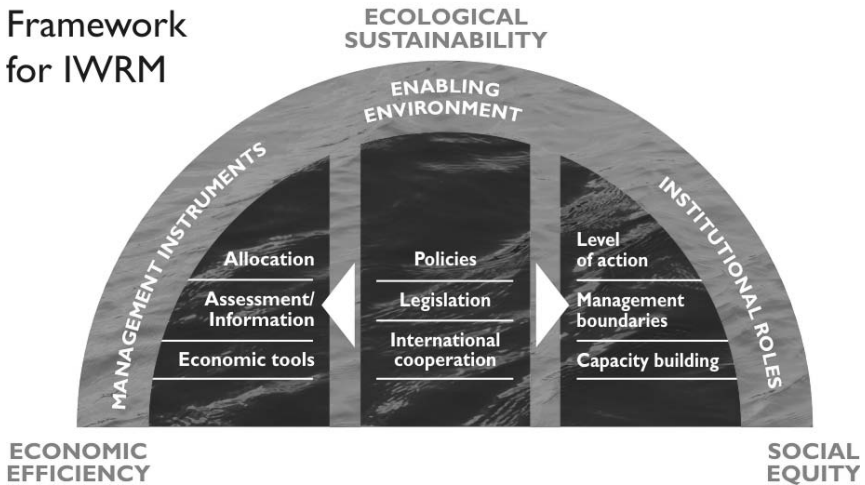 Framework
for IWRM
ECOLOGICAL
SUSTAINABILITY
ENABLING
ENVIRONMENT
MANAGEMENT INSTRUMENTS
INSTITUTIONAL ROLES
Allocation
Assessment/
Information
Economic tools
Policies
Legislation
International
cooperation
Level
of action
Management
boundaries
Capacity building
ECONOMIC
EFFICIENCY
SOCIAL
EQUITY